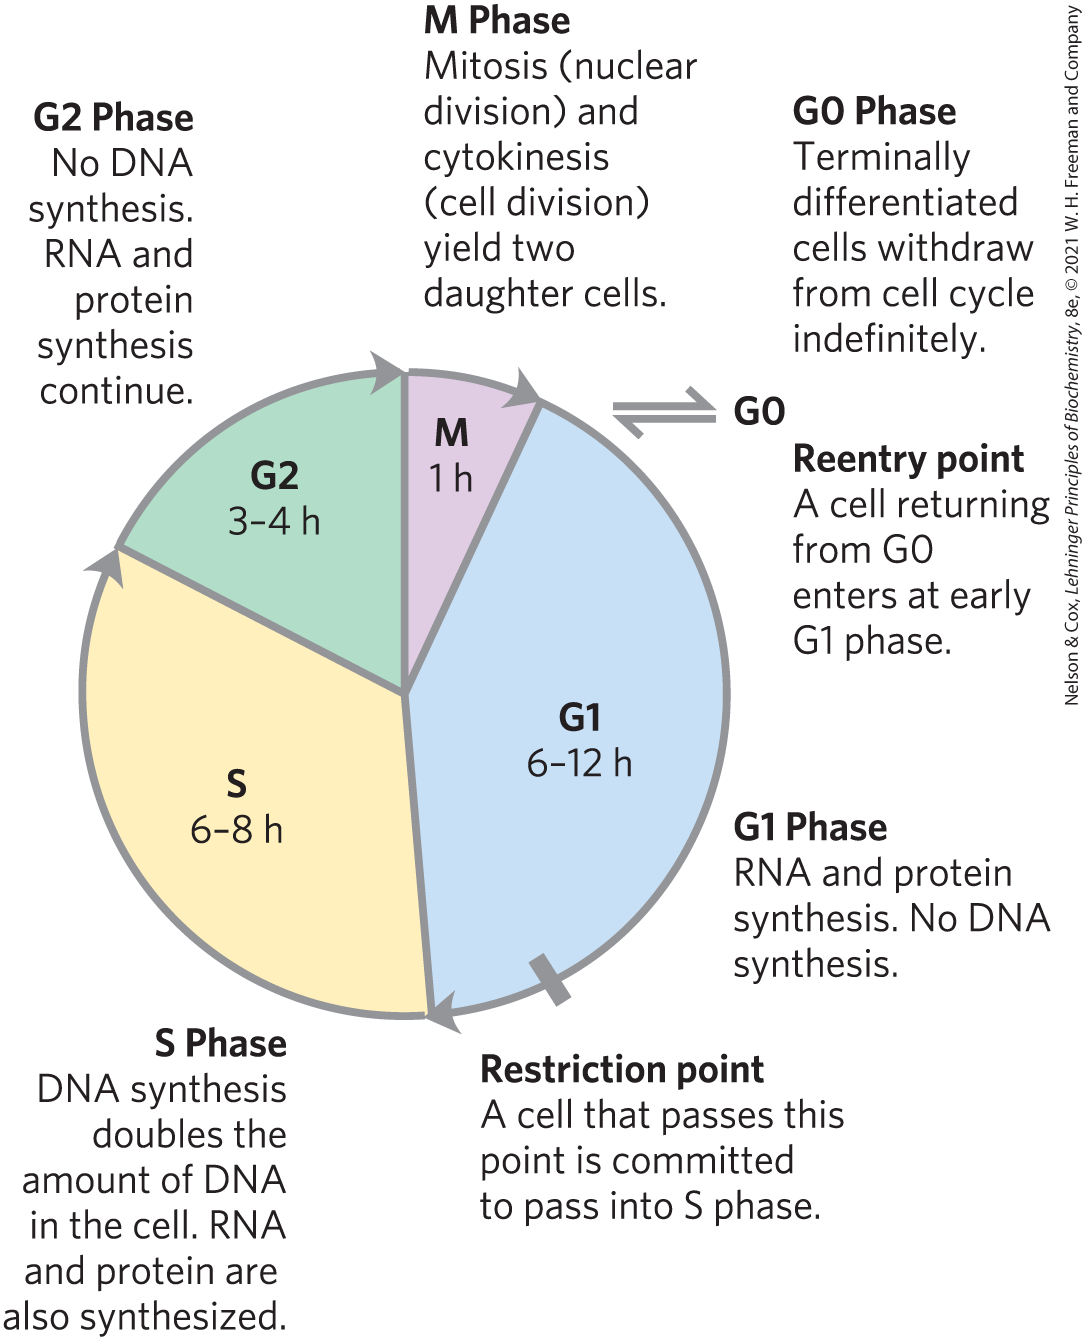 M Phase
Mitosis (nuclear
division) and
cytokinesis
(cell division)
yield two
daughter cells.
G2 Phase
No DNA
synthesis.
RNA and
protein
synthesis
continue.
G0 Phase
Terminally
differentiated
cells withdraw
from cell cycle
indefinitely.
G0
Reentry point
A cell returning
from G0
enters at early
G1 phase.
M
1 h
G2
3–4 h
G1
6–12 h
S
6–8 h
G1 Phase
RNA and protein
synthesis. No DNA
synthesis.
S Phase
DNA synthesis
doubles the
amount of DNA
in the cell. RNA
and protein are
also synthesized.
Restriction point
A cell that passes this
point is committed
to pass into S phase.
Nelson & Cox, Lehninger Principles of Biochemistry, 8e, © 2021 W. H. Freeman and Company